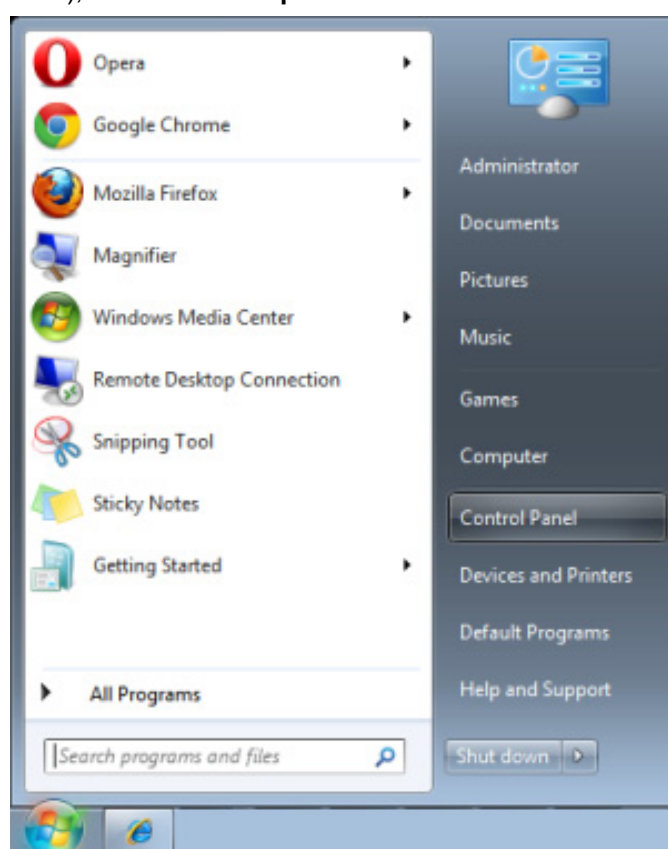 Opera
Google Chrome
Mozilla Firefox
Magnifier
Windows Media Center
Remote Desktop Connection
Snipping Tool
Sticky Notes
Getting Started
All Programs
Search programs and files
Administrator
Documents
Pictures
Music
Games
Computer
Control Panel
Devices and Printers
Default Programs
Help and Support
Shut down